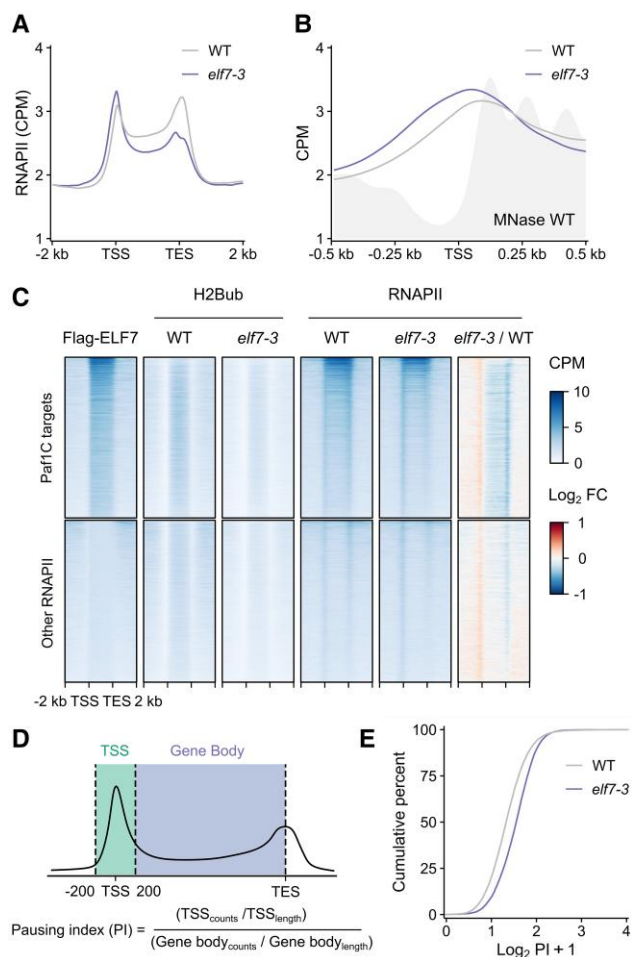 A
4
3
2
1
RNAPII (CPM)
WT
elf7-3
-2 kb TSS TES 2 kb
B
4
3
2
1
CPM
WT
elf7-3
MNase WT
-0.5 kb -0.25 kb TSS 0.25 kb 0.5 kb
C
H2Bub RNAPII
Flag-ELF7 WT elf7-3 WT elf7-3 elf7-3 / WT
Paf1C targets
Other RNAPII
CPM
10
5
0
Log2 FC
1
0
-1
-2 kb TSS TES 2 kb
D
TSS Gene Body
-200 TSS 200 TES
Pausing index (PI) = (TSScounts /TSSlength)
(Gene bodycounts / Gene bodylength)
E
100
75
50
25
0
Cumulative percent
WT
elf7-3
0 1 2 3 4
Log2 PI + 1